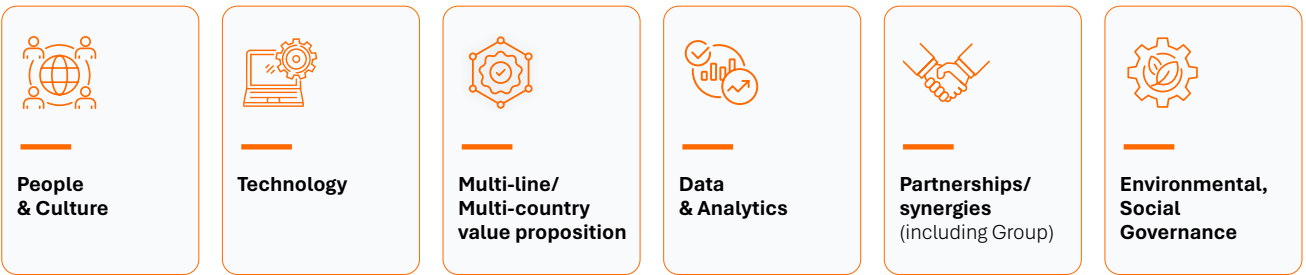 People
& Culture
Technology
Multi-line/
Multi-country
value proposition
Data
& Analytics
Partnerships/
synergies
(including Group)
Environmental,
Social
Governance